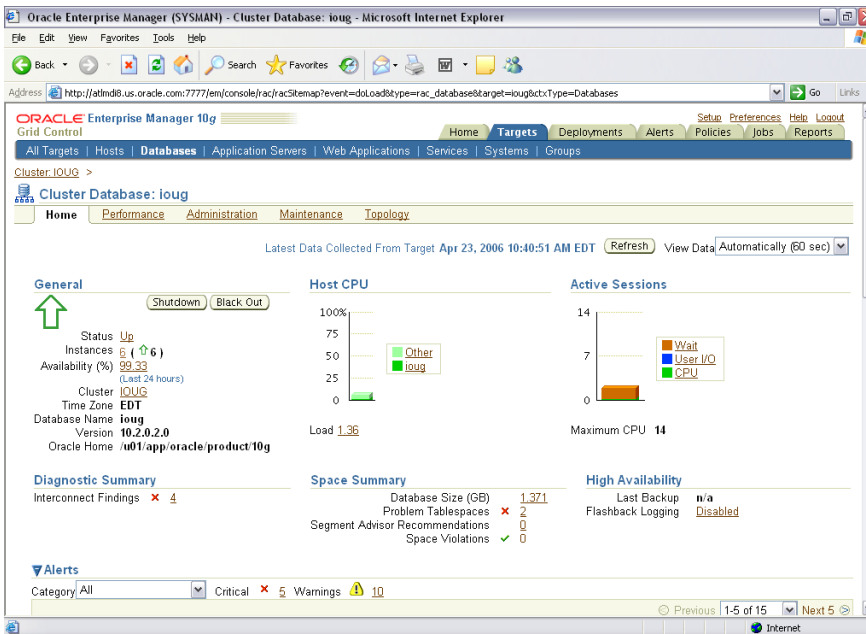 Oracle Enterprise Manager (SYSMAN) - Cluster Database: ioug - Microsoft Internet Explorer
File Edit View Favorites Tools Help
Back Search Favorites
Address http://atlmdi8.us.oracle.com:7777/em/console/rac/racSitemap?event=doLoad&type=rac_database&target=ioug&ctxType=Databases Go Links
ORACLE Enterprise Manager 10g
Grid Control
Setup Preferences Help Logout
Home Targets Deployments Alerts Policies Jobs Reports
All Targets | Hosts | Databases | Application Servers | Web Applications | Services | Systems | Groups
Cluster: IOUG >
Cluster Database: ioug
Home Performance Administration Maintenance Topology
Latest Data Collected From Target Apr 23, 2006 10:40:51 AM EDT Refresh View Data Automatically (60 sec)
General
Shutdown Black Out
Status Up
Instances 6 ( 6 )
Availability (%) 99.33
(Last 24 hours)
Cluster IOUG
Time Zone EDT
Database Name ioug
Version 10.2.0.2.0
Oracle Home /u01/app/oracle/product/10g
Host CPU
100%
75
50
25
0
Other
ioug
Load 1.36
Active Sessions
14
7
0
Wait
User I/O
CPU
Maximum CPU 14
Diagnostic Summary
Interconnect Findings 4
Space Summary
Database Size (GB) 1.371
Problem Tablespaces 2
Segment Advisor Recommendations 0
Space Violations 0
High Availability
Last Backup n/a
Flashback Logging Disabled
Alerts
Category All Critical 5 Warnings 10
Previous 1-5 of 15 Next 5
Internet